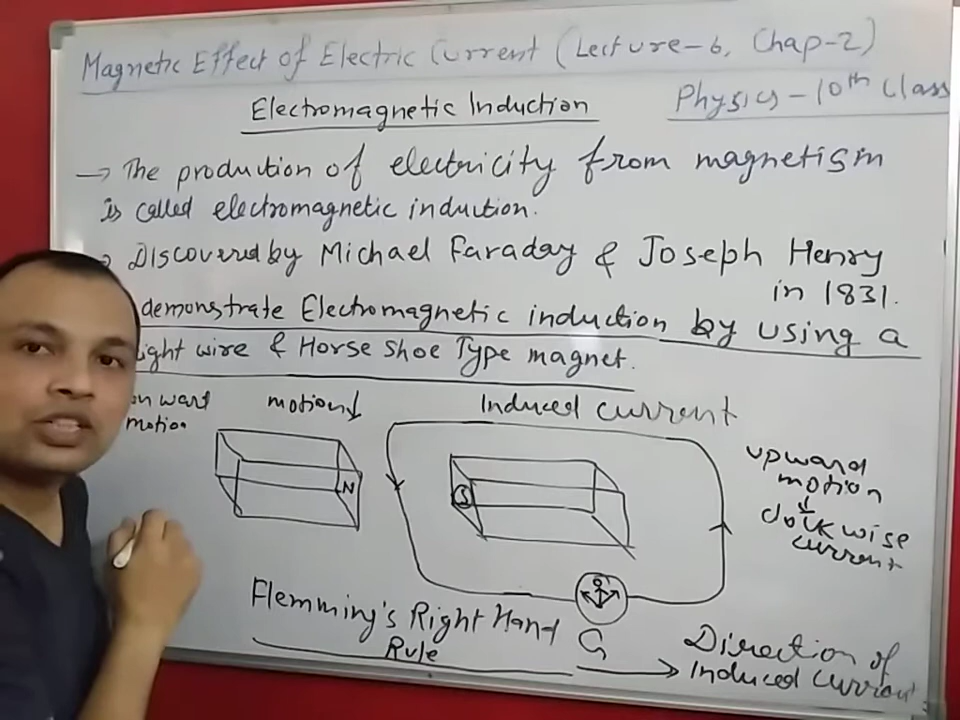 Magnetic Effect of Electric Current (Lecture-6, Chap-2)
Physics - 10th Class
Electromagnetic Induction
→ The production of electricity from magnetism
is called electromagnetic induction.
Discovered by Michael Faraday & Joseph Henry
in 1831.
demonstrate Electromagnetic induction by using a
ight wire & Horse Shoe Type magnet.
on ward
motion
motion↓
Induced current
N
S
upward
motion
↓
clockwise
current
G
Flemming's Right Hand
Rule
→ Direction of
Induced current